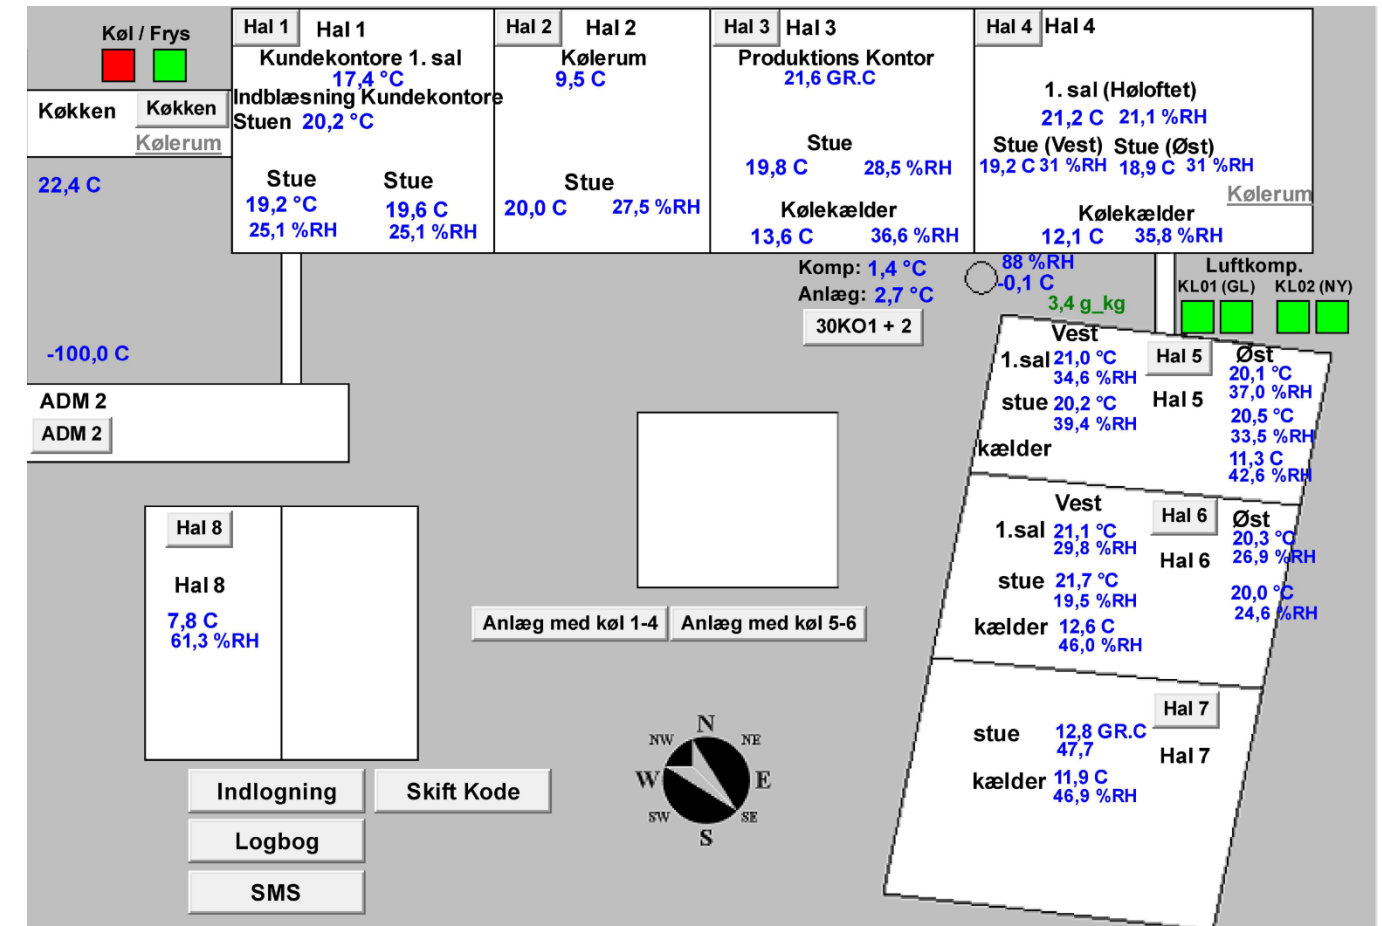 Køl / Frys
Køkken
Køkken
Kølerum
22,4 C
-100,0 C
ADM 2
ADM 2
Hal 1
Hal 1
Kundekontore 1. sal
17,4 °C
Indblæsning Kundekontore
Stuen 20,2 °C
Stue
19,2 °C
25,1 %RH
Stue
19,6 C
25,1 %RH
Hal 2
Hal 2
Kølerum
9,5 C
Stue
20,0 C 27,5 %RH
Hal 3
Hal 3
Produktions Kontor
21,6 GR.C
Stue
19,8 C 28,5 %RH
Kølekælder
13,6 C 36,6 %RH
Hal 4
Hal 4
1. sal (Høloftet)
21,2 C 21,1 %RH
Stue (Vest) Stue (Øst)
19,2 C 31 %RH 18,9 C 31 %RH
Kølerum
Kølekælder
12,1 C 35,8 %RH
Komp: 1,4 °C
Anlæg: 2,7 °C
30KO1 + 2
88 %RH
-0,1 C
3,4 g_kg
Luftkomp.
KL01 (GL) KL02 (NY)
Vest
1.sal 21,0 °C
34,6 %RH
stue 20,2 °C
39,4 %RH
kælder
Hal 5
Hal 5
Øst
20,1 °C
37,0 %RH
20,5 °C
33,5 %RH
11,3 C
42,6 %RH
Vest
1.sal 21,1 °C
29,8 %RH
stue 21,7 °C
19,5 %RH
kælder 12,6 C
46,0 %RH
Hal 6
Hal 6
Øst
20,3 °C
26,9 %RH
20,0 °C
24,6 %RH
Hal 7
Hal 7
stue 12,8 GR.C
47,7
kælder 11,9 C
46,9 %RH
Hal 8
Hal 8
7,8 C
61,3 %RH
Anlæg med køl 1-4 Anlæg med køl 5-6
N
NW NE
W E
SW SE
S
Indlogning Skift Kode
Logbog
SMS